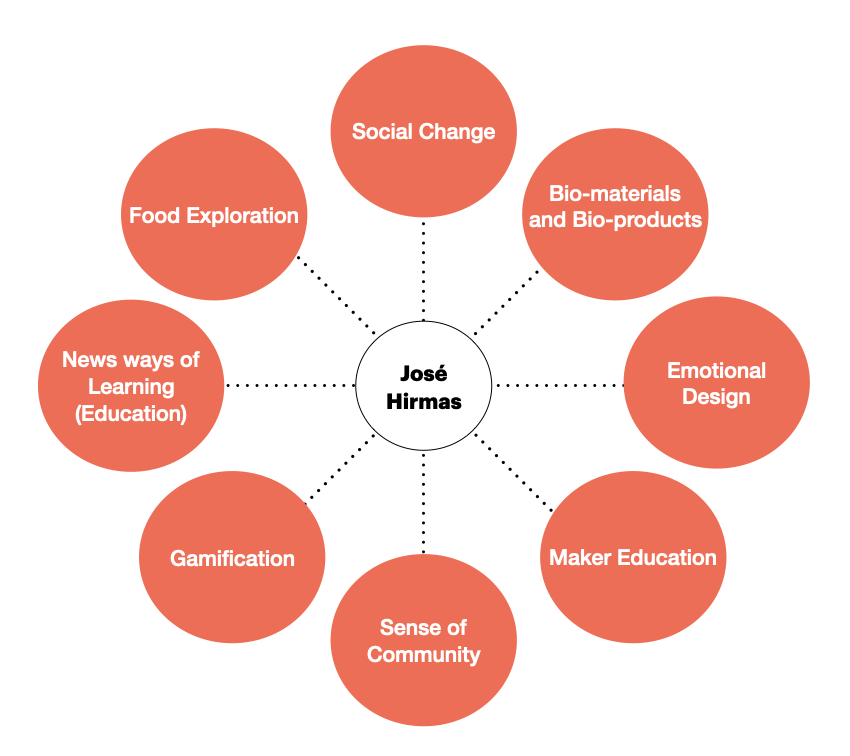 Social Change
Bio-materials
and Bio-products
Food Exploration
News ways of
Learning
(Education)
José
Hirmas
Emotional
Design
Gamification
Maker Education
Sense of
Community